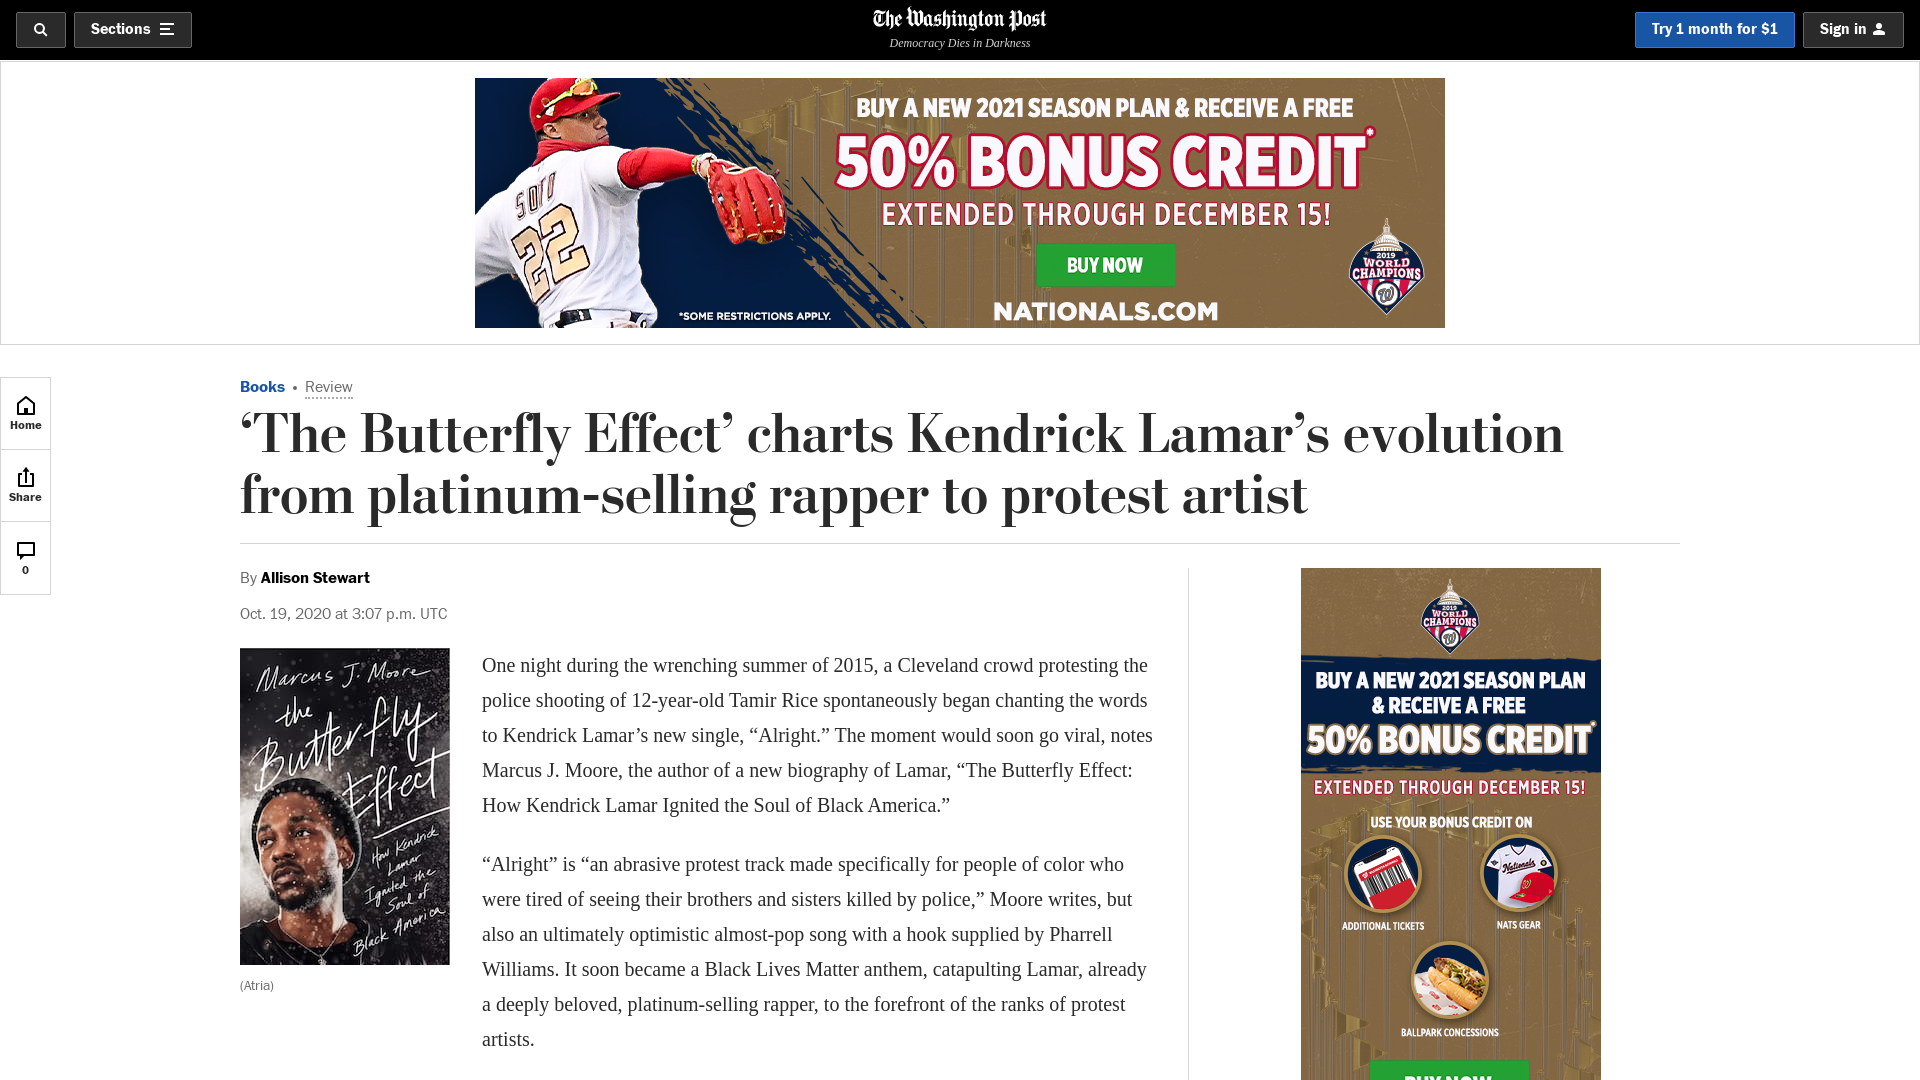 Sections
The Washington Post
Democracy Dies in Darkness
Try 1 month for $1
Sign in
SOTO
22
BUY A NEW 2021 SEASON PLAN & RECEIVE A FREE
50% BONUS CREDIT*
EXTENDED THROUGH DECEMBER 15!
BUY NOW
NATIONALS.COM
*SOME RESTRICTIONS APPLY.
2019
WORLD
CHAMPIONS
W
Home
Share
0
Books • Review
‘The Butterfly Effect’ charts Kendrick Lamar’s evolution
from platinum-selling rapper to protest artist
By Allison Stewart
Oct. 19, 2020 at 3:07 p.m. UTC
Marcus J. Moore
the
Butterfly
Effect
How Kendrick
Lamar
Ignited the
Soul of
Black America
(Atria)
One night during the wrenching summer of 2015, a Cleveland crowd protesting the
police shooting of 12-year-old Tamir Rice spontaneously began chanting the words
to Kendrick Lamar’s new single, “Alright.” The moment would soon go viral, notes
Marcus J. Moore, the author of a new biography of Lamar, “The Butterfly Effect:
How Kendrick Lamar Ignited the Soul of Black America.”
“Alright” is “an abrasive protest track made specifically for people of color who
were tired of seeing their brothers and sisters killed by police,” Moore writes, but
also an ultimately optimistic almost-pop song with a hook supplied by Pharrell
Williams. It soon became a Black Lives Matter anthem, catapulting Lamar, already
a deeply beloved, platinum-selling rapper, to the forefront of the ranks of protest
artists.
2019
WORLD
CHAMPIONS
W
BUY A NEW 2021 SEASON PLAN
& RECEIVE A FREE
50% BONUS CREDIT*
EXTENDED THROUGH DECEMBER 15!
USE YOUR BONUS CREDIT ON
Nationals
ADDITIONAL TICKETS
NATS GEAR
BALLPARK CONCESSIONS
BUY NOW